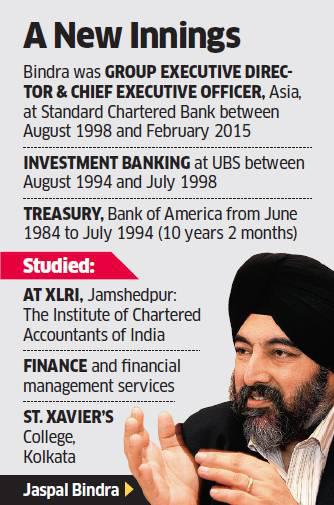 A New Innings
Bindra was GROUP EXECUTIVE DIREC-
TOR & CHIEF EXECUTIVE OFFICER, Asia,
at Standard Chartered Bank between
August 1998 and February 2015
INVESTMENT BANKING at UBS between
August 1994 and July 1998
TREASURY, Bank of America from June
1984 to July 1994 (10 years 2 months)
Studied:
AT XLRI, Jamshedpur:
The Institute of Chartered
Accountants of India
FINANCE and financial
management services
ST. XAVIER'S
College,
Kolkata
Jaspal Bindra